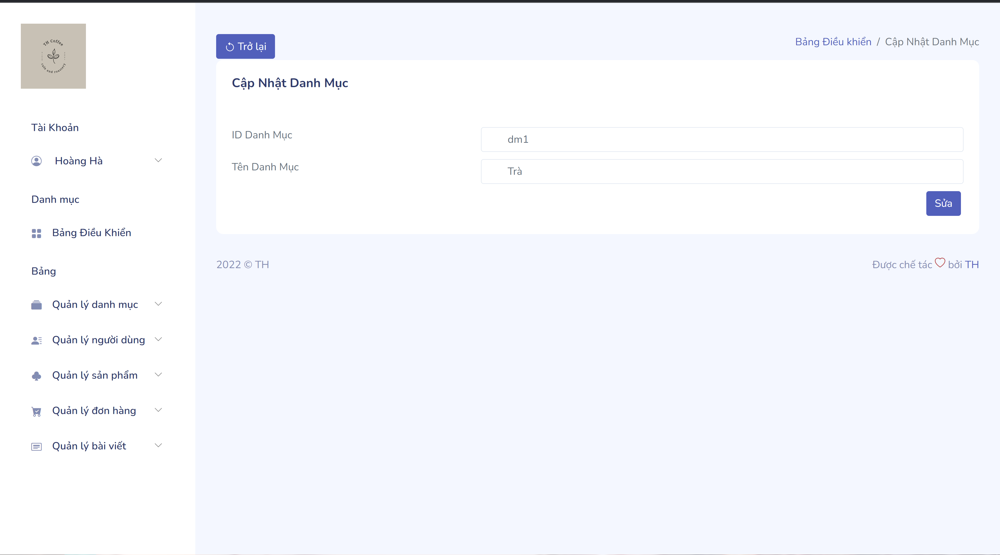 TH Coffee
cafe and roastery
Tài Khoản
Hoàng Hà
Danh mục
Bảng Điều Khiển
Bảng
Quản lý danh mục
Quản lý người dùng
Quản lý sản phẩm
Quản lý đơn hàng
Quản lý bài viết
Trở lại
Bảng Điều khiển / Cập Nhật Danh Mục
Cập Nhật Danh Mục
ID Danh Mục
dm1
Tên Danh Mục
Trà
Sửa
2022 © TH
Được chế tác bởi TH